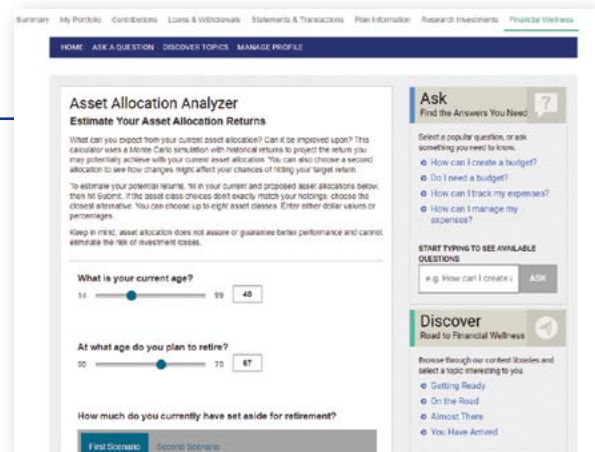 Summary My Portfolio Contributions Loans & Withdrawals Statements & Transactions Plan Information Research Investments Financial Wellness
HOME ASK A QUESTION DISCOVER TOPICS MANAGE PROFILE
Asset Allocation Analyzer
Estimate Your Asset Allocation Returns
What can you expect from your current asset allocation? Can it be improved upon? This
calculator uses a Monte Carlo simulation with historical returns to project the return you
may potentially achieve with your current asset allocation. You can also choose a second
allocation to see how changes might affect your chances of hitting your target return.
To estimate your potential returns, fill in your current and proposed asset allocations below,
then hit Submit. If the asset class choices don't exactly match your holdings, choose the
closest alternative. You can choose up to eight asset classes. Enter either dollar values or
percentages.
Keep in mind, asset allocation does not assure or guarantee better performance and cannot
eliminate the risk of investment losses.
What is your current age?
14 99 40
At what age do you plan to retire?
55 75 67
How much do you currently have set aside for retirement?
First Scenario Second Scenario
Ask
Find the Answers You Need
?
Select a popular question, or ask
something you need to know.
How can I create a budget?
Do I need a budget?
How can I track my expenses?
How can I manage my
expenses?
START TYPING TO SEE AVAILABLE
QUESTIONS
e.g. How can I create a ASK
Discover
Road to Financial Wellness
Browse through our content libraries and
select a topic interesting to you
Getting Ready
On the Road
Almost There
You Have Arrived